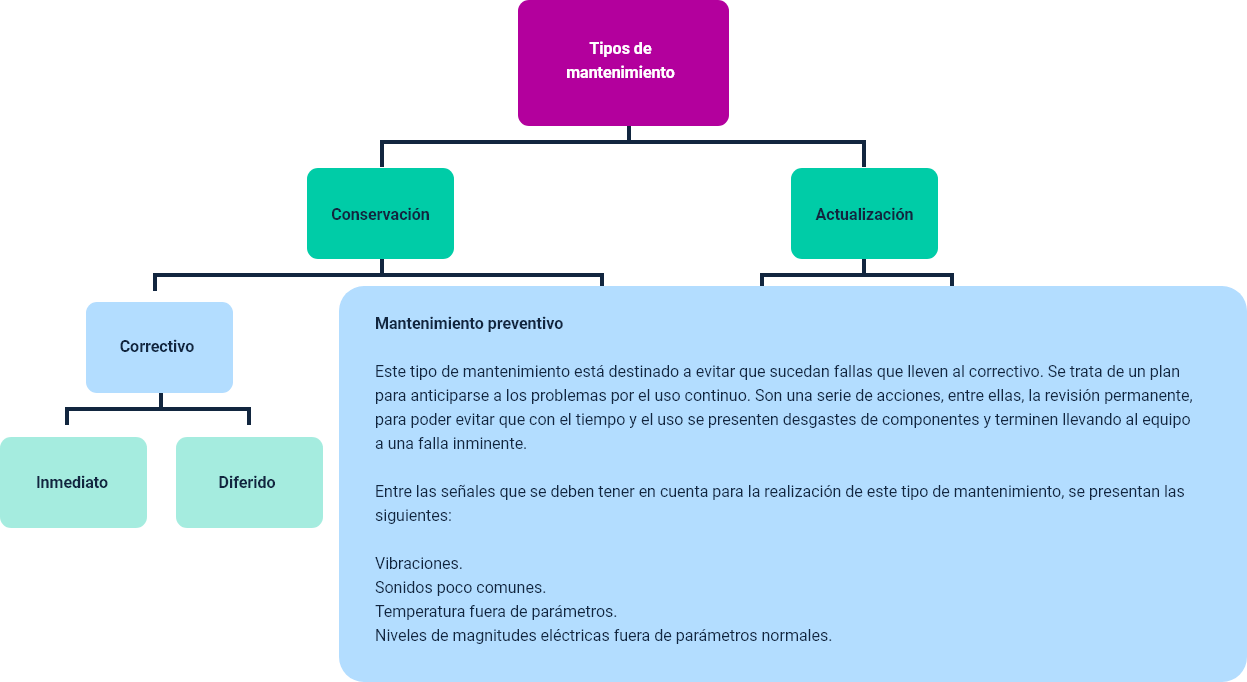 Tipos de
mantenimiento
Conservación
Actualización
Correctivo
Inmediato
Diferido
Mantenimiento preventivo
Este tipo de mantenimiento está destinado a evitar que sucedan fallas que lleven al correctivo. Se trata de un plan
para anticiparse a los problemas por el uso continuo. Son una serie de acciones, entre ellas, la revisión permanente,
para poder evitar que con el tiempo y el uso se presenten desgastes de componentes y terminen llevando al equipo
a una falla inminente.
Entre las señales que se deben tener en cuenta para la realización de este tipo de mantenimiento, se presentan las
siguientes:
Vibraciones.
Sonidos poco comunes.
Temperatura fuera de parámetros.
Niveles de magnitudes eléctricas fuera de parámetros normales.